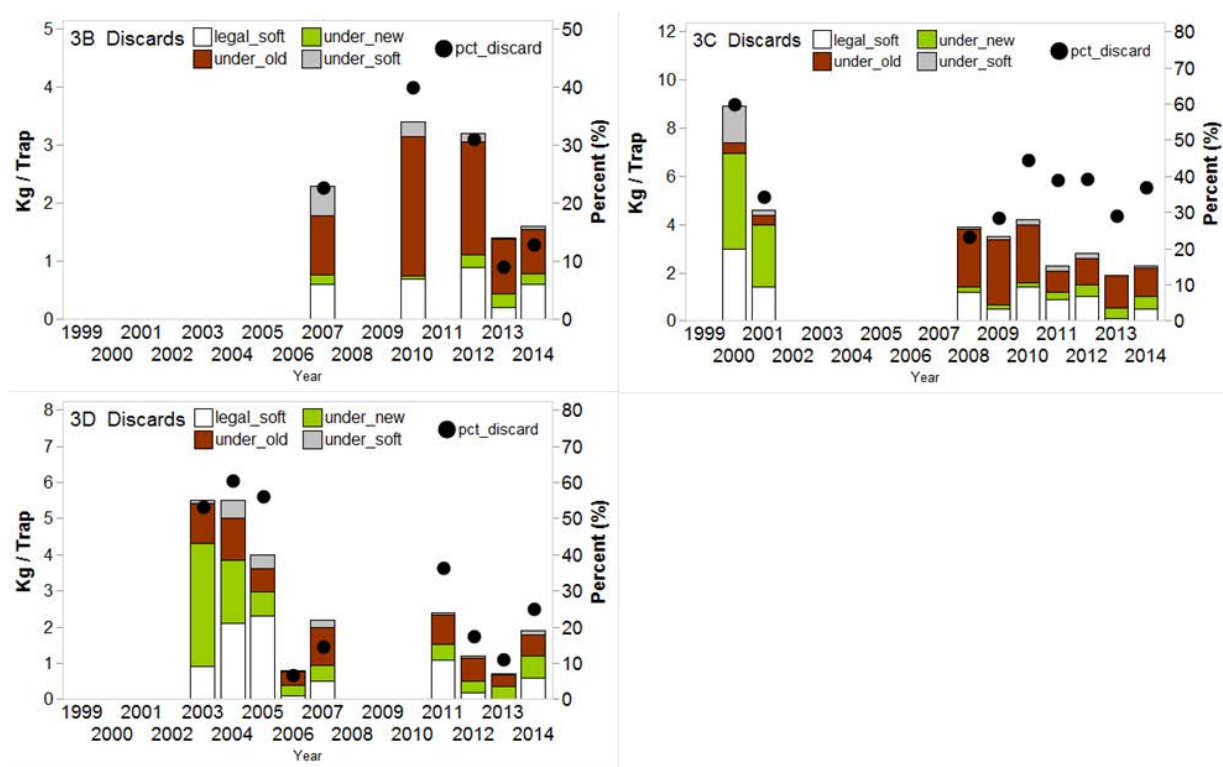 3B Discards legal_soft under_new pct_discard
under_old under_soft
5 50
4 40
3 30
2 20
1 10
0 0
Kg / Trap
Percent (%)
1999 2001 2003 2005 2007 2009 2011 2013
2000 2002 2004 2006 2008 2010 2012 2014
Year
3C Discards legal_soft under_new pct_discard
under_old under_soft
12 80
10 70
8 60
6 50
4 40
2 30
0 20
10
0
Kg / Trap
Percent (%)
1999 2001 2003 2005 2007 2009 2011 2013
2000 2002 2004 2006 2008 2010 2012 2014
Year
3D Discards legal_soft under_new pct_discard
under_old under_soft
8 80
7 70
6 60
5 50
4 40
3 30
2 20
1 10
0 0
Kg / Trap
Percent (%)
1999 2001 2003 2005 2007 2009 2011 2013
2000 2002 2004 2006 2008 2010 2012 2014
Year